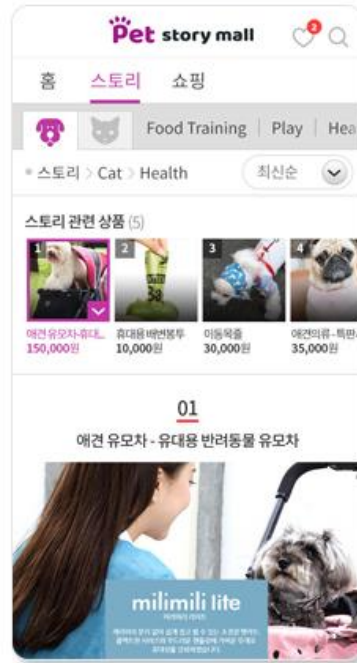 Pet story mall
2
홈 스토리 쇼핑
Food Training | Play | Hea
스토리 > Cat > Health
최신순
스토리 관련 상품 (5)
1 2 3 4
애견 유모차-휴대... 휴대용 배변봉투 이동목줄 애견의류-특판
150,000원 10,000원 30,000원 35,000원
01
애견 유모차 - 유대용 반려동물 유모차
milimili lite